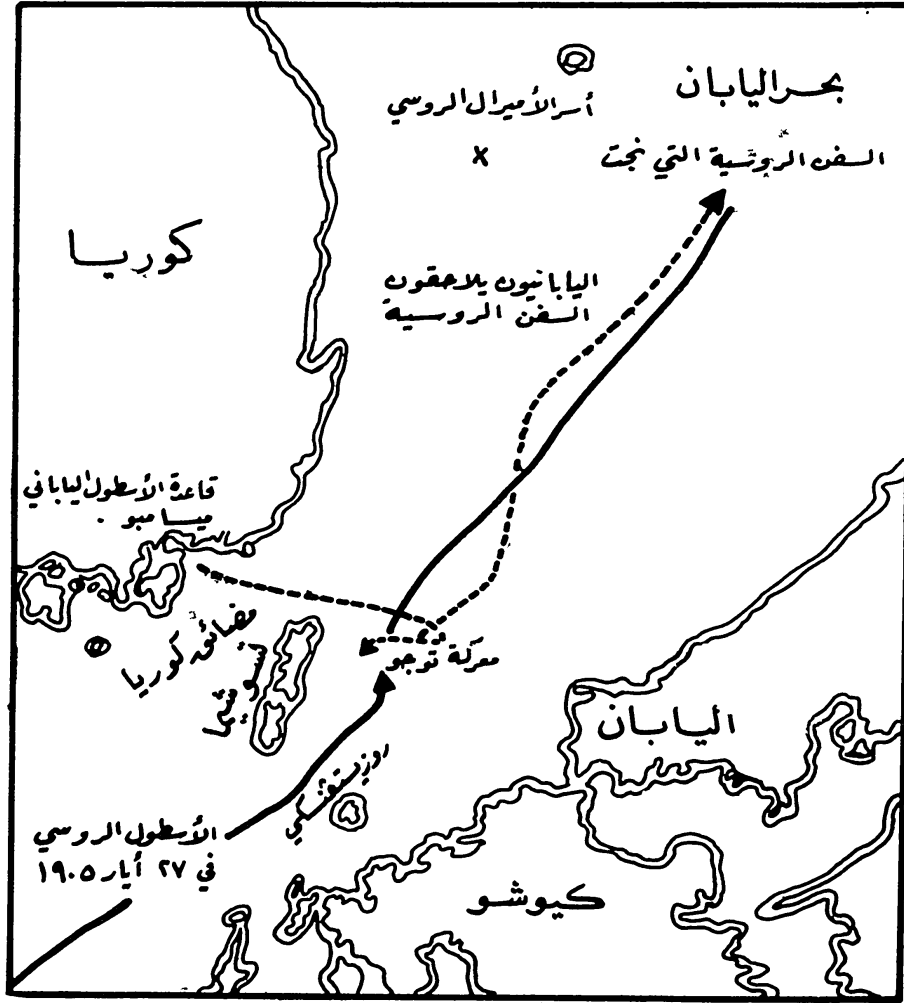 بحر اليابان
أسر الأميرال الروسي
x
السفن الروسية التي نجت
كوريا
اليابانيون يلاحقون
السفن الروسية
قاعدة الأسطول الياباني
ميسامبو .
مضائق كوريا
تسوشيما
معركة توجو
اليابان
روزيستفنسكي
الأسطول الروسي
في ٢٧ أيار ١٩٠٥
كيوشو